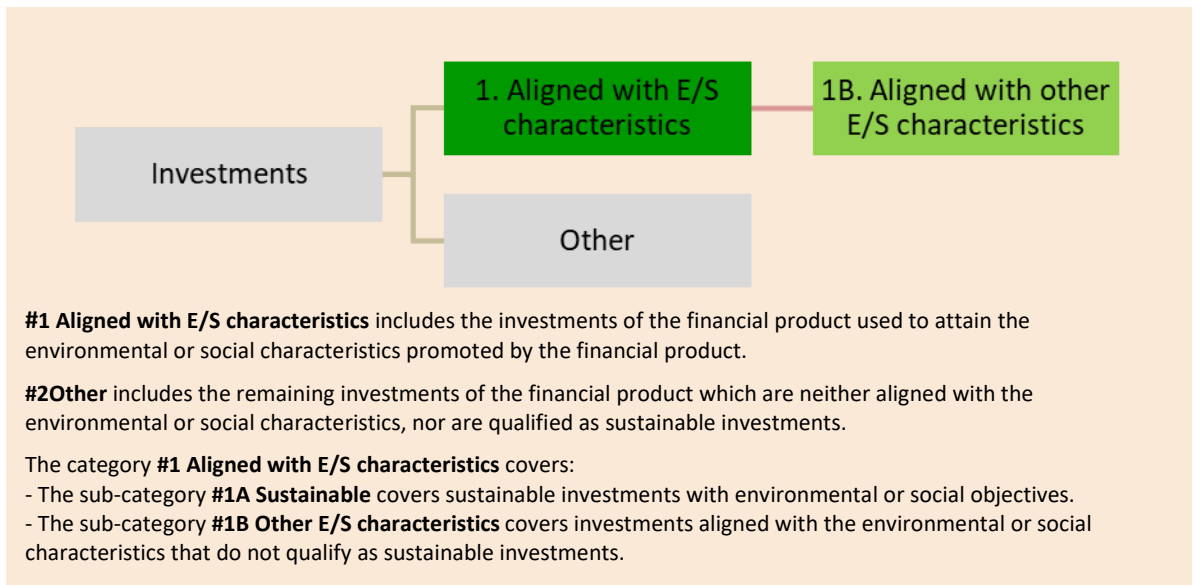 1. Aligned with E/S
characteristics
1B. Aligned with other
E/S characteristics
Investments
Other
#1 Aligned with E/S characteristics includes the investments of the financial product used to attain the
environmental or social characteristics promoted by the financial product.
#2Other includes the remaining investments of the financial product which are neither aligned with the
environmental or social characteristics, nor are qualified as sustainable investments.
The category #1 Aligned with E/S characteristics covers:
- The sub-category #1A Sustainable covers sustainable investments with environmental or social objectives.
- The sub-category #1B Other E/S characteristics covers investments aligned with the environmental or social
characteristics that do not qualify as sustainable investments.